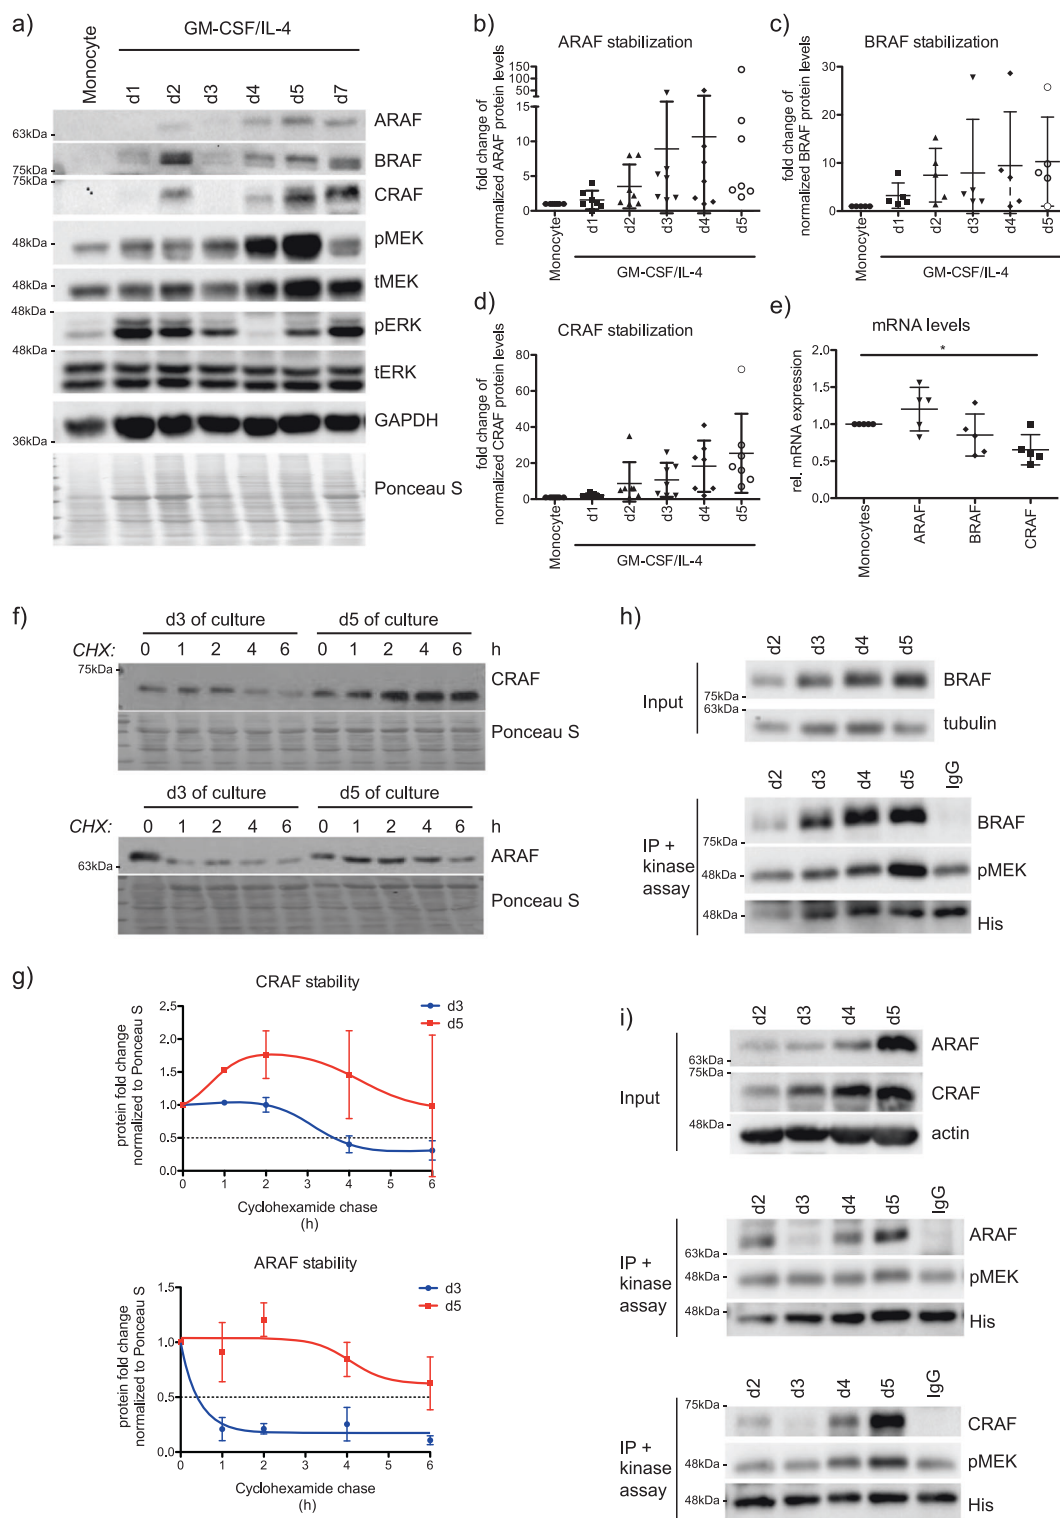 a)
GM-CSF/IL-4
Monocyte
d1
d2
d3
d4
d5
d7
ARAF
63kDa
BRAF
75kDa
75kDa
CRAF
pMEK
48kDa
tMEK
48kDa
48kDa
pERK
48kDa
tERK
GAPDH
36kDa
Ponceau S
b)
ARAF stabilization
fold change of
normalized ARAF protein levels
150
100
50
15
10
5
0
Monocyte
d1
d2
d3
d4
d5
GM-CSF/IL-4
c)
BRAF stabilization
fold change of
normalized BRAF protein levels
30
20
10
0
Monocyte
d1
d2
d3
d4
d5
GM-CSF/IL-4
d)
CRAF stabilization
fold change of
normalized CRAF protein levels
80
60
40
20
0
Monocyte
d1
d2
d3
d4
d5
GM-CSF/IL-4
e)
mRNA levels
*
rel. mRNA expression
2.0
1.5
1.0
0.5
0.0
Monocytes
ARAF
BRAF
CRAF
f)
d3 of culture
d5 of culture
CHX:
0 1 2 4 6 0 1 2 4 6 h
75kDa
CRAF
Ponceau S
d3 of culture
d5 of culture
CHX:
0 1 2 4 6 0 1 2 4 6 h
63kDa
ARAF
Ponceau S
g)
CRAF stability
d3
d5
protein fold change
normalized to Ponceau S
2.5
2.0
1.5
1.0
0.5
0.0
0 1 2 3 4 5 6
Cyclohexamide chase
(h)
ARAF stability
d3
d5
protein fold change
normalized to Ponceau S
1.5
1.0
0.5
0.0
0 1 2 3 4 5 6
Cyclohexamide chase
(h)
h)
d2
d3
d4
d5
Input
BRAF
75kDa
63kDa
tubulin
d2
d3
d4
d5
IgG
IP +
kinase
assay
BRAF
75kDa
pMEK
48kDa
48kDa
His
i)
d2
d3
d4
d5
Input
ARAF
63kDa
75kDa
CRAF
48kDa
actin
d2
d3
d4
d5
IgG
IP +
kinase
assay
ARAF
63kDa
48kDa
pMEK
48kDa
His
d2
d3
d4
d5
IgG
IP +
kinase
assay
75kDa
CRAF
48kDa
pMEK
48kDa
His